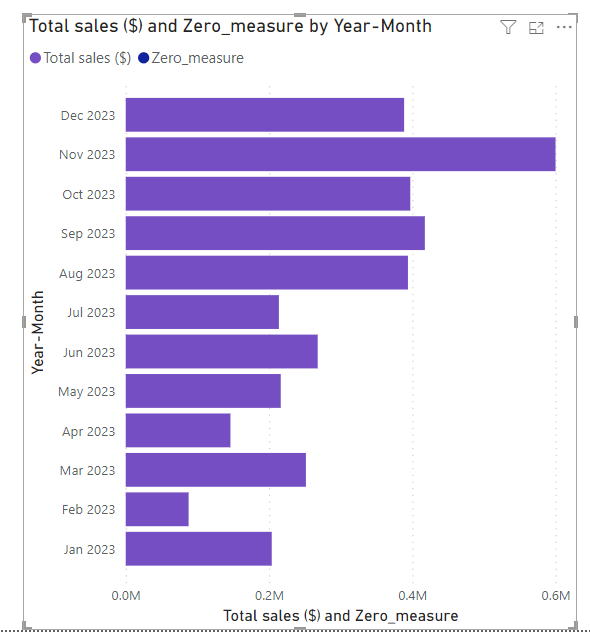 Total sales ($) and Zero_measure by Year-Month
Total sales ($) Zero_measure
Year-Month
Dec 2023
Nov 2023
Oct 2023
Sep 2023
Aug 2023
Jul 2023
Jun 2023
May 2023
Apr 2023
Mar 2023
Feb 2023
Jan 2023
0.0M 0.2M 0.4M 0.6M
Total sales ($) and Zero_measure